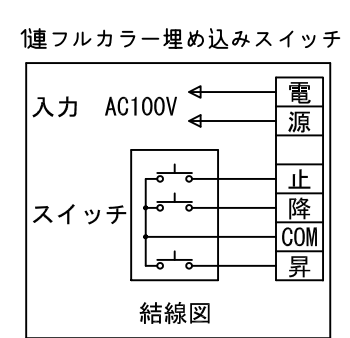 1連フルカラー埋め込みスイッチ
入力 AC100V
電
源
スイッチ
止
降
COM
昇
結線図